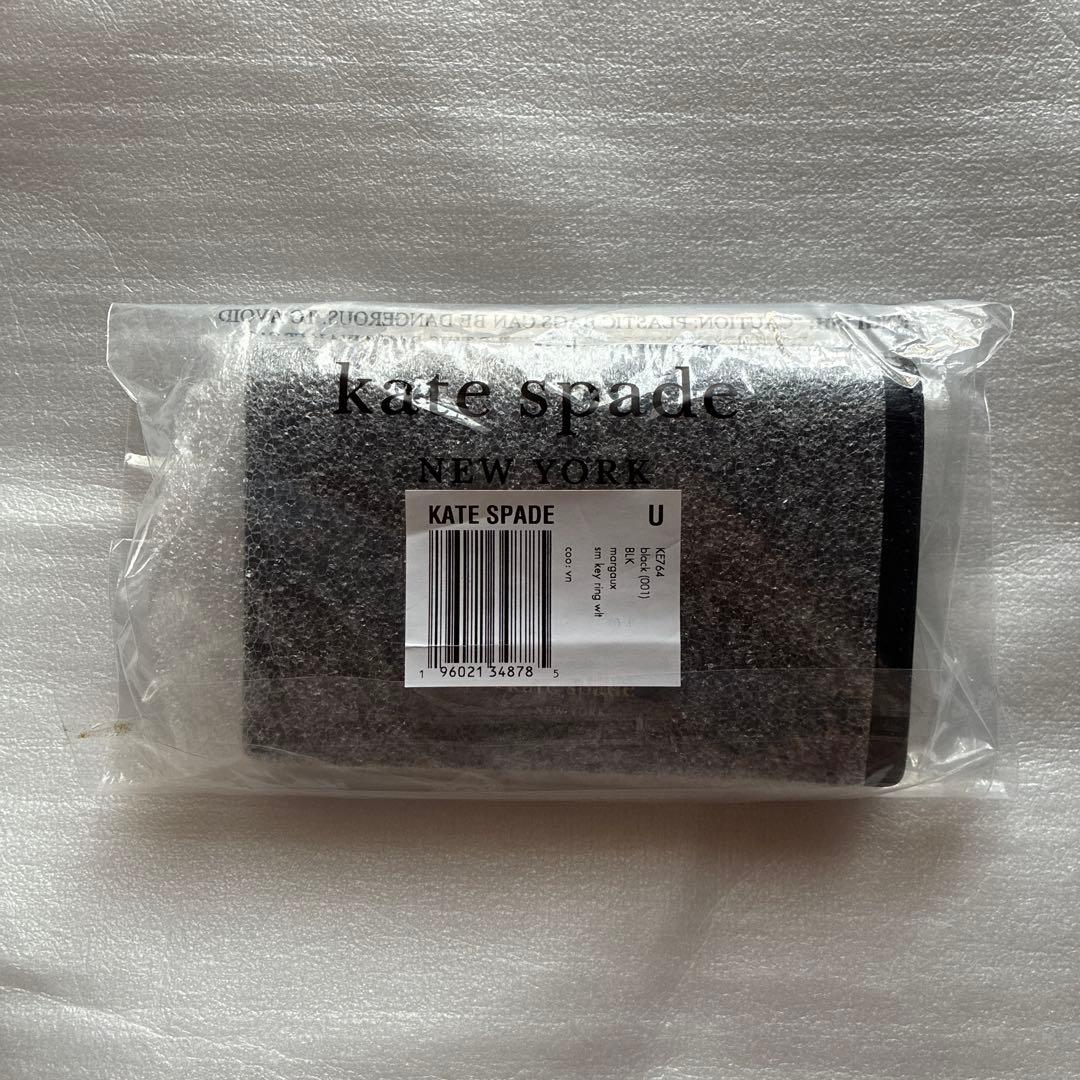 CAUTION: PLASTIC BAGS CAN BE DANGEROUS. TO AVOID
kate spade
NEW YORK
KATE SPADE U
KE764
black (001)
BLK
margaux
sm key ring wlt
coo: vn
1 96021 34878 5